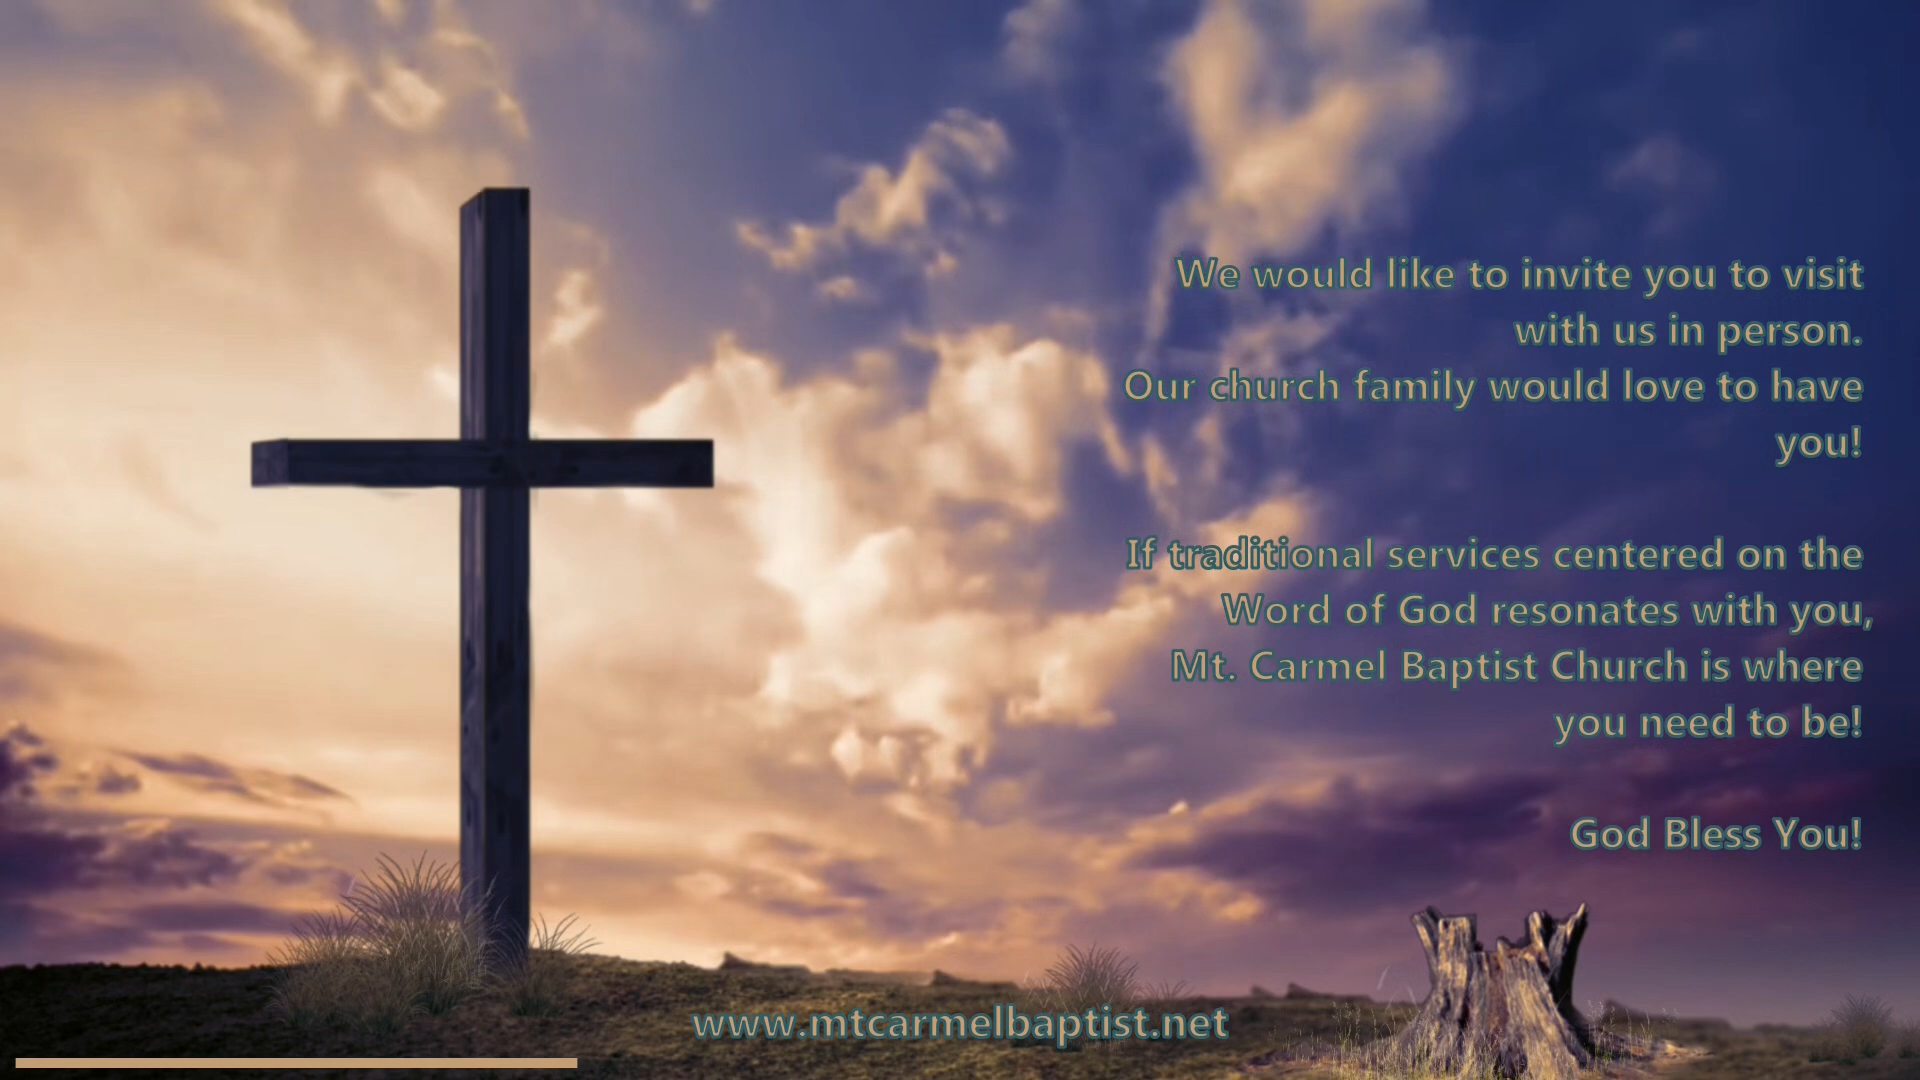 We would like to invite you to visit
with us in person.
Our church family would love to have
you!
If traditional services centered on the
Word of God resonates with you,
Mt. Carmel Baptist Church is where
you need to be!
God Bless You!
www.mtcarmelbaptist.net